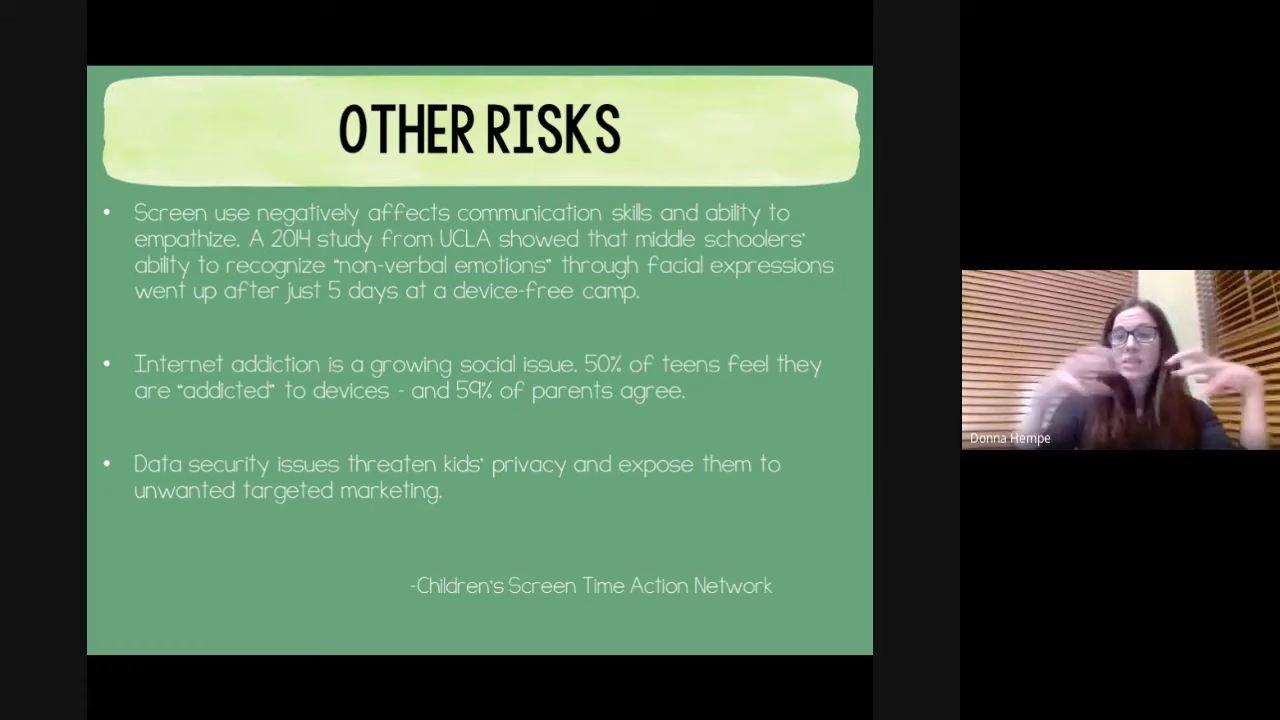 OTHER RISKS
• Screen use negatively affects communication skills and ability to
empathize. A 2014 study from UCLA showed that middle schoolers'
ability to recognize "non-verbal emotions" through facial expressions
went up after just 5 days at a device-free camp.
• Internet addiction is a growing social issue. 50% of teens feel they
are "addicted" to devices - and 59% of parents agree.
• Data security issues threaten kids' privacy and expose them to
unwanted targeted marketing.
-Children's Screen Time Action Network
Donna Hempe